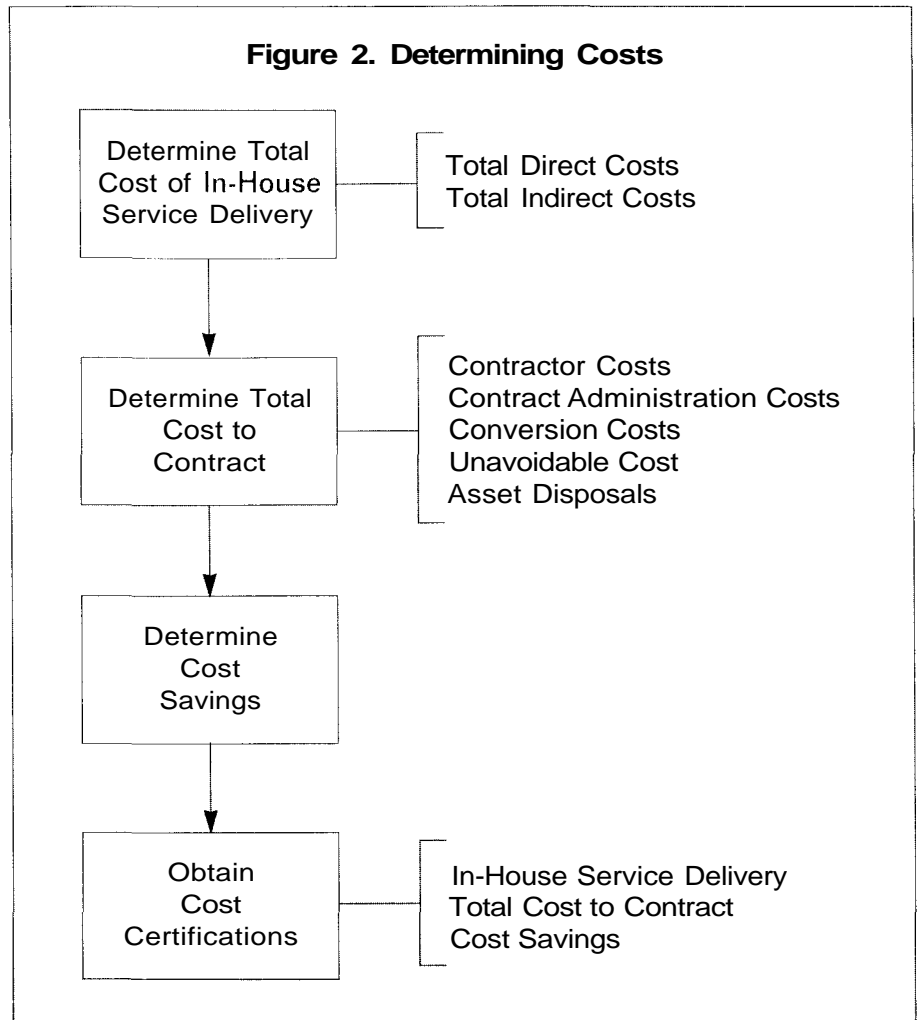 Figure 2. Determining Costs
Determine Total
Cost of In-House
Service Delivery
Total Direct Costs
Total Indirect Costs
Determine Total
Cost to
Contract
Contractor Costs
Contract Administration Costs
Conversion Costs
Unavoidable Cost
Asset Disposals
Determine
Cost
Savings
Obtain
Cost
Certifications
In-House Service Delivery
Total Cost to Contract
Cost Savings